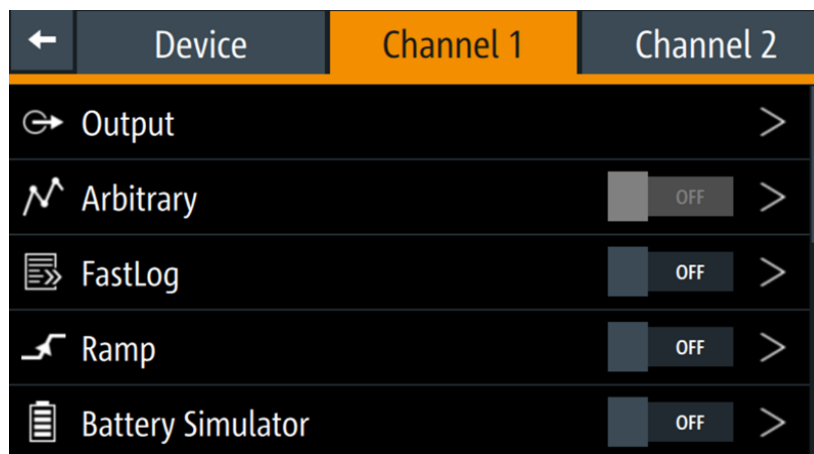 Device Channel 1 Channel 2
Output
Arbitrary OFF
FastLog OFF
Ramp OFF
Battery Simulator OFF